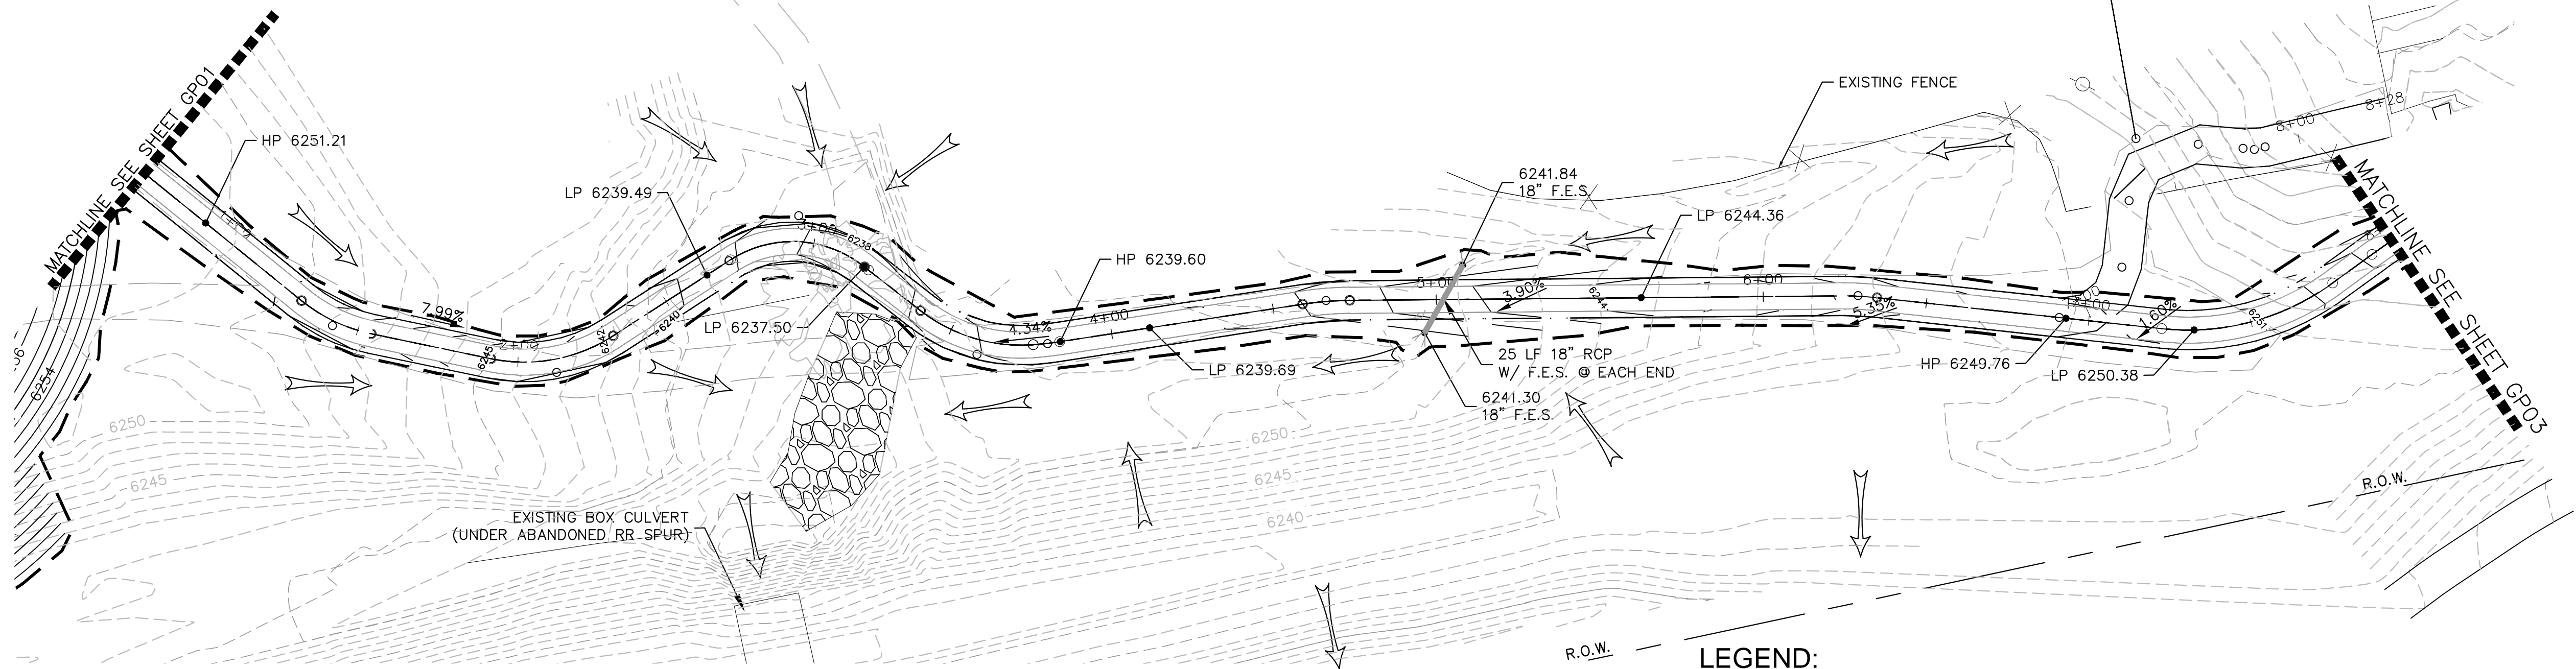 MATCHLINE SEE SHEET GP01
HP 6251.21
LP 6239.49
EXISTING FENCE
8+28
8+00
6241.84
18" F.E.S.
LP 6244.36
MATCHLINE SEE SHEET GP03
3+00
6238
HP 6239.60
7.99%
2+00
6245
6242
6240
LP 6237.50
4.34%
4+00
LP 6239.69
5+00
3.90%
6244
6+00
5.35%
7+00
1.60%
6251
25 LF 18" RCP
W/ F.E.S. @ EACH END
HP 6249.76
LP 6250.38
6241.30
18" F.E.S.
6254
6250
6245
6250
6245
6240
EXISTING BOX CULVERT
(UNDER ABANDONED RR SPUR)
R.O.W.
R.O.W.
LEGEND: